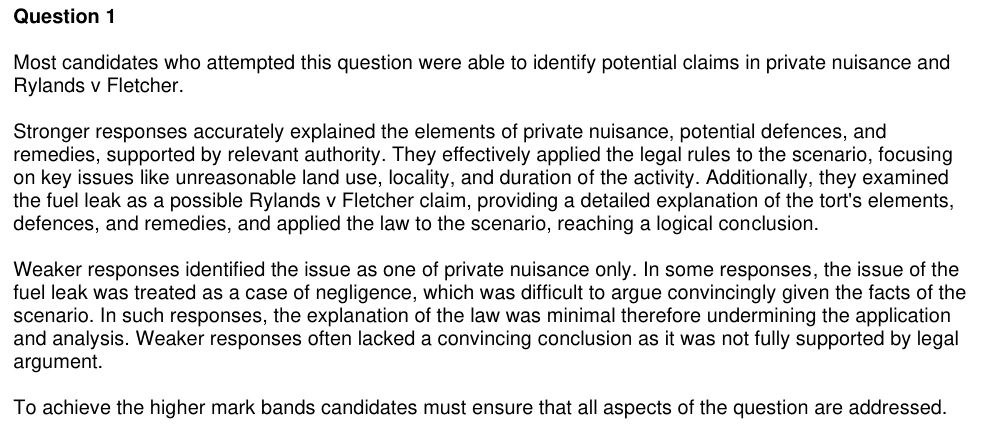 Question 1
Most candidates who attempted this question were able to identify potential claims in private nuisance and
Rylands v Fletcher.
Stronger responses accurately explained the elements of private nuisance, potential defences, and
remedies, supported by relevant authority. They effectively applied the legal rules to the scenario, focusing
on key issues like unreasonable land use, locality, and duration of the activity. Additionally, they examined
the fuel leak as a possible Rylands v Fletcher claim, providing a detailed explanation of the tort's elements,
defences, and remedies, and applied the law to the scenario, reaching a logical conclusion.
Weaker responses identified the issue as one of private nuisance only. In some responses, the issue of the
fuel leak was treated as a case of negligence, which was difficult to argue convincingly given the facts of the
scenario. In such responses, the explanation of the law was minimal therefore undermining the application
and analysis. Weaker responses often lacked a convincing conclusion as it was not fully supported by legal
argument.
To achieve the higher mark bands candidates must ensure that all aspects of the question are addressed.